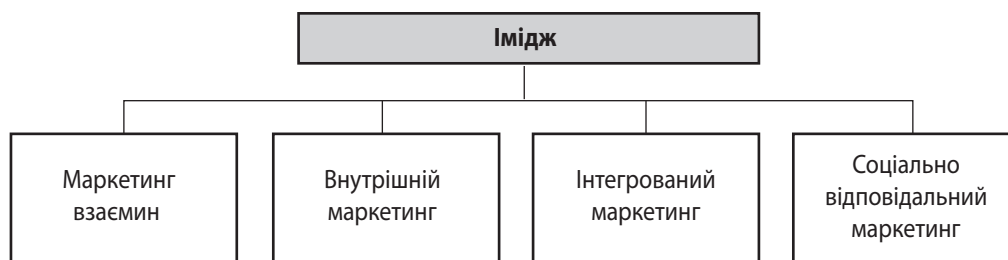 Імідж
Маркетинг
взаємин
Внутрішній
маркетинг
Інтегрований
маркетинг
Соціально
відповідальний
маркетинг